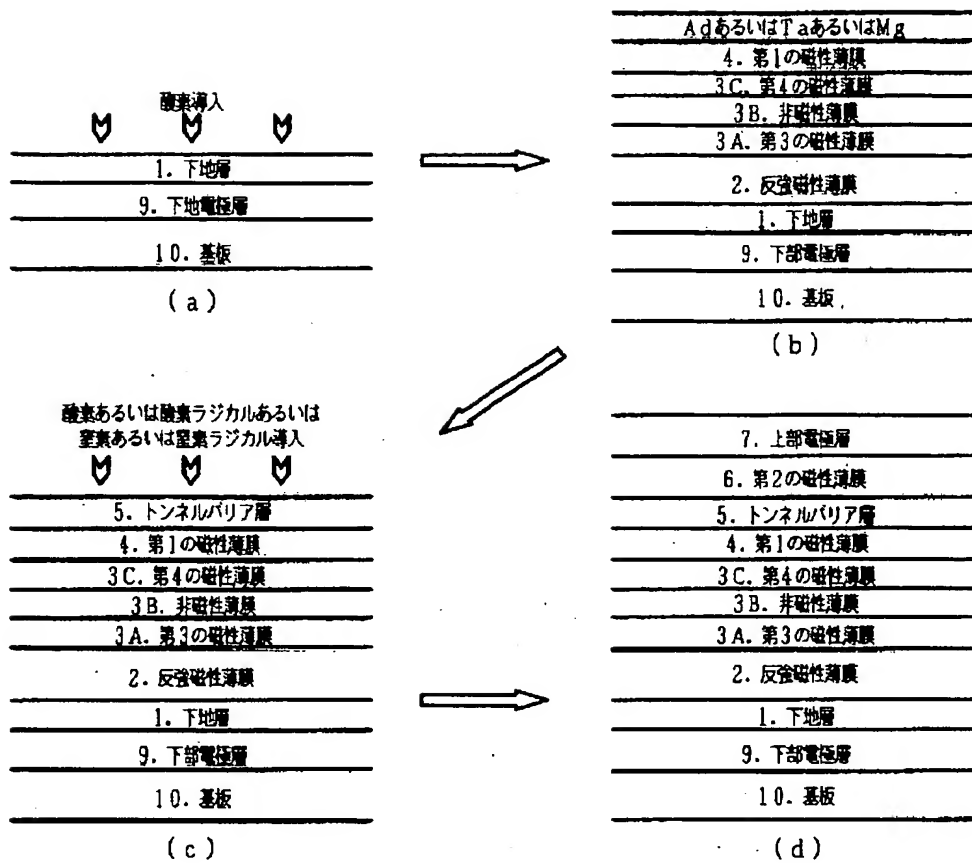 酸素導入
1. 下地層
9. 下地電極層
10. 基板
(a)
AdあるいはTaあるいはMg
4. 第1の磁性薄膜
3C. 第4の磁性薄膜
3B. 非磁性薄膜
3A. 第3の磁性薄膜
2. 反強磁性薄膜
1. 下地層
9. 下部電極層
10. 基板
(b)
酸素あるいは酸素ラジカルあるいは
窒素あるいは窒素ラジカル導入
5. トンネルバリア層
4. 第1の磁性薄膜
3C. 第4の磁性薄膜
3B. 非磁性薄膜
3A. 第3の磁性薄膜
2. 反強磁性薄膜
1. 下地層
9. 下部電極層
10. 基板
(c)
7. 上部電極層
6. 第2の磁性薄膜
5. トンネルバリア層
4. 第1の磁性薄膜
3C. 第4の磁性薄膜
3B. 非磁性薄膜
3A. 第3の磁性薄膜
2. 反強磁性薄膜
1. 下地層
9. 下部電極層
10. 基板
(d)